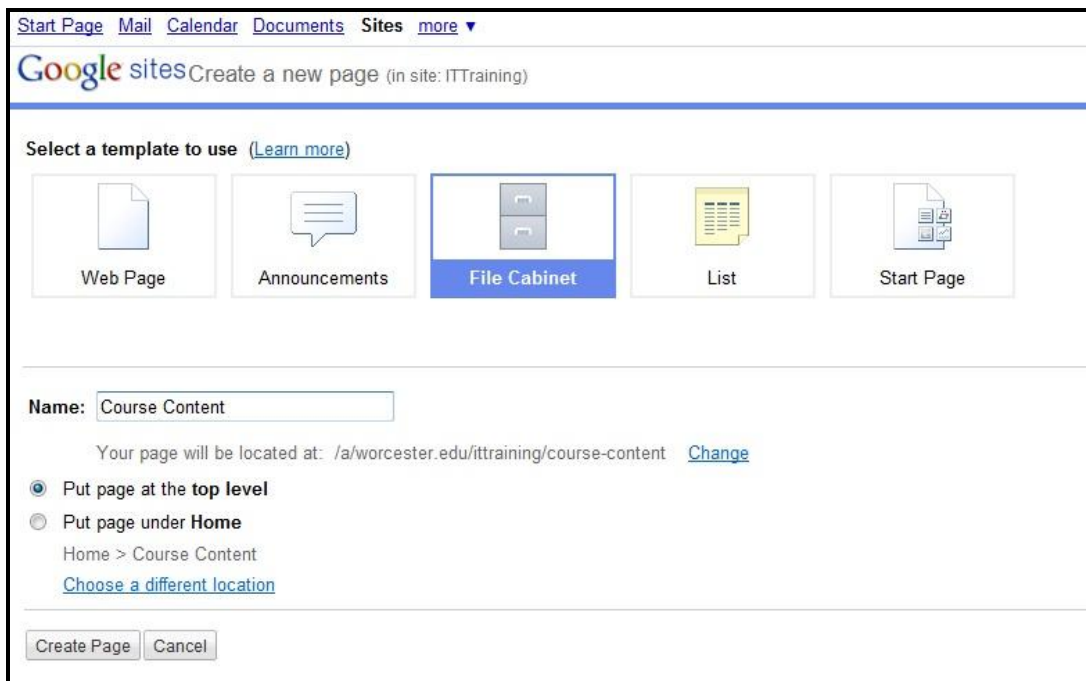 Start Page Mail Calendar Documents Sites more ▼
Google sites Create a new page (in site: ITTraining)
Select a template to use (Learn more)
Web Page Announcements File Cabinet List Start Page
Name: Course Content
Your page will be located at: /a/worcester.edu/ittraining/course-content Change
Put page at the top level
Put page under Home
Home > Course Content
Choose a different location
Create Page Cancel